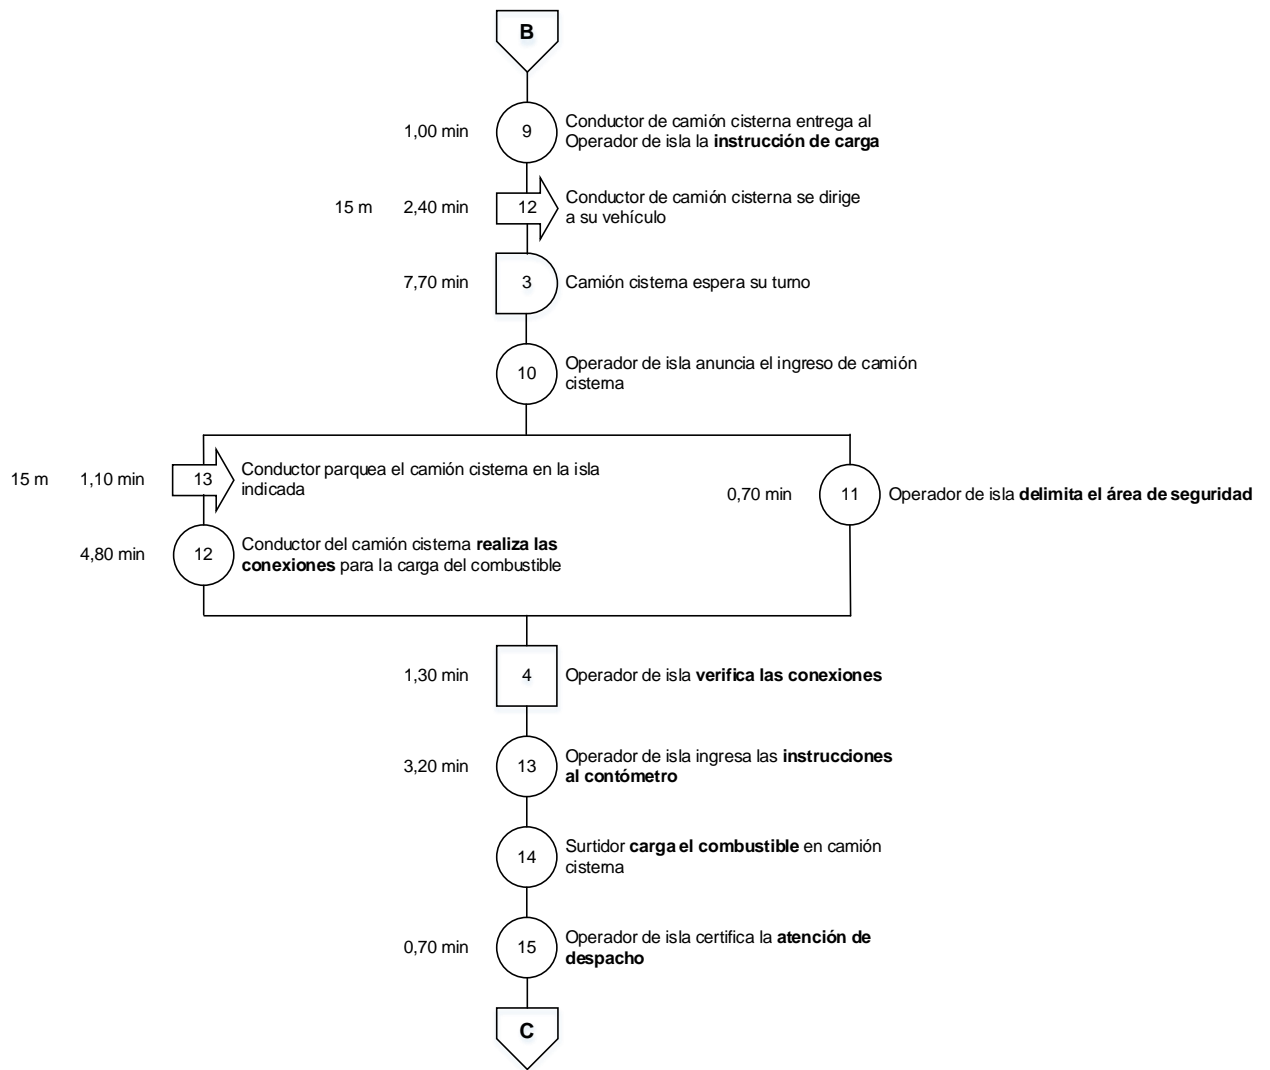 B
1,00 min
9
Conductor de camión cisterna entrega al
Operador de isla la instrucción de carga
15 m
2,40 min
12
Conductor de camión cisterna se dirige
a su vehículo
7,70 min
3
Camión cisterna espera su turno
10
Operador de isla anuncia el ingreso de camión
cisterna
15 m
1,10 min
13
Conductor parquea el camión cisterna en la isla
indicada
0,70 min
11
Operador de isla delimita el área de seguridad
4,80 min
12
Conductor del camión cisterna realiza las
conexiones para la carga del combustible
1,30 min
4
Operador de isla verifica las conexiones
3,20 min
13
Operador de isla ingresa las instrucciones
al contómetro
14
Surtidor carga el combustible en camión
cisterna
0,70 min
15
Operador de isla certifica la atención de
despacho
C